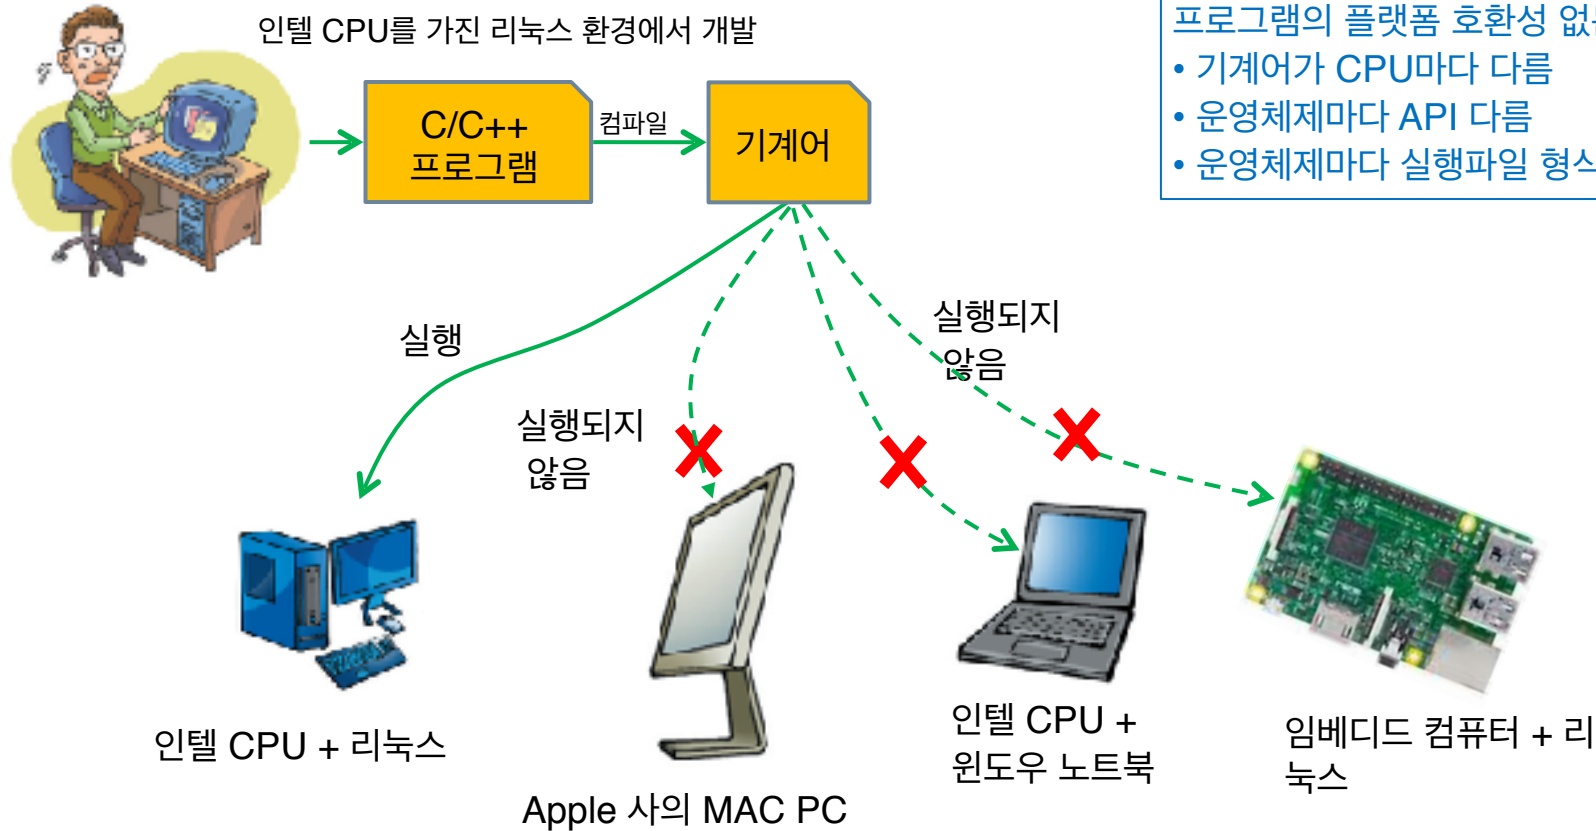 인텔 CPU를 가진 리눅스 환경에서 개발
프로그램의 플랫폼 호환성 없
• 기계어가 CPU마다 다름
• 운영체제마다 API 다름
• 운영체제마다 실행파일 형식
C/C++
프로그램
컴파일
기계어
실행
실행되지
않음
실행되지
않음
인텔 CPU + 리눅스
Apple 사의 MAC PC
인텔 CPU +
윈도우 노트북
임베디드 컴퓨터 + 리
눅스